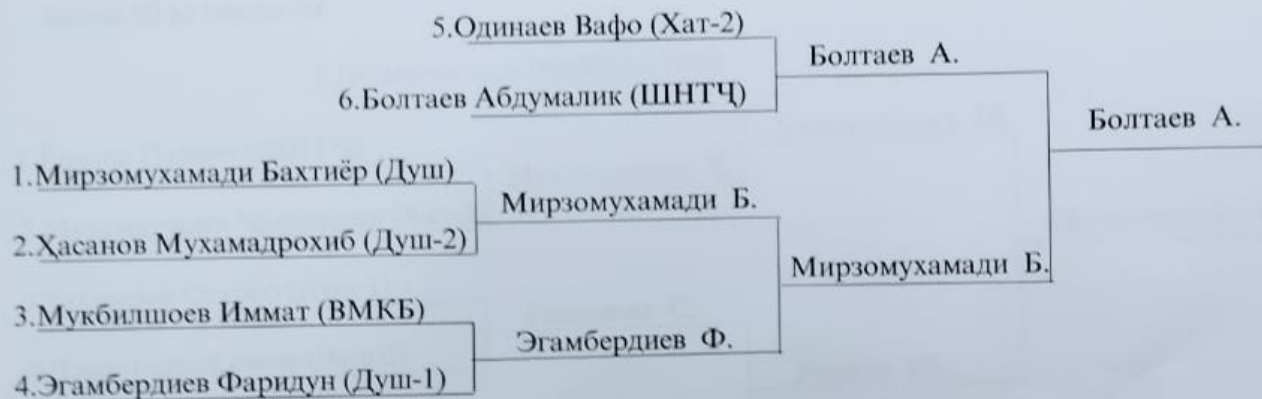 5.Одинаев Вафо (Хат-2)
Болтаев А.
6.Болтаев Абдумалик (ШНТҶ)
Болтаев А.
1.Мирзомухамади Бахтиёр (Душ)
Мирзомухамади Б.
2.Ҳасанов Мухамадрохиб (Душ-2)
Мирзомухамади Б.
3.Мукбилшоев Иммат (ВМКБ)
Эгамбердиев Ф.
4.Эгамбердиев Фаридун (Душ-1)